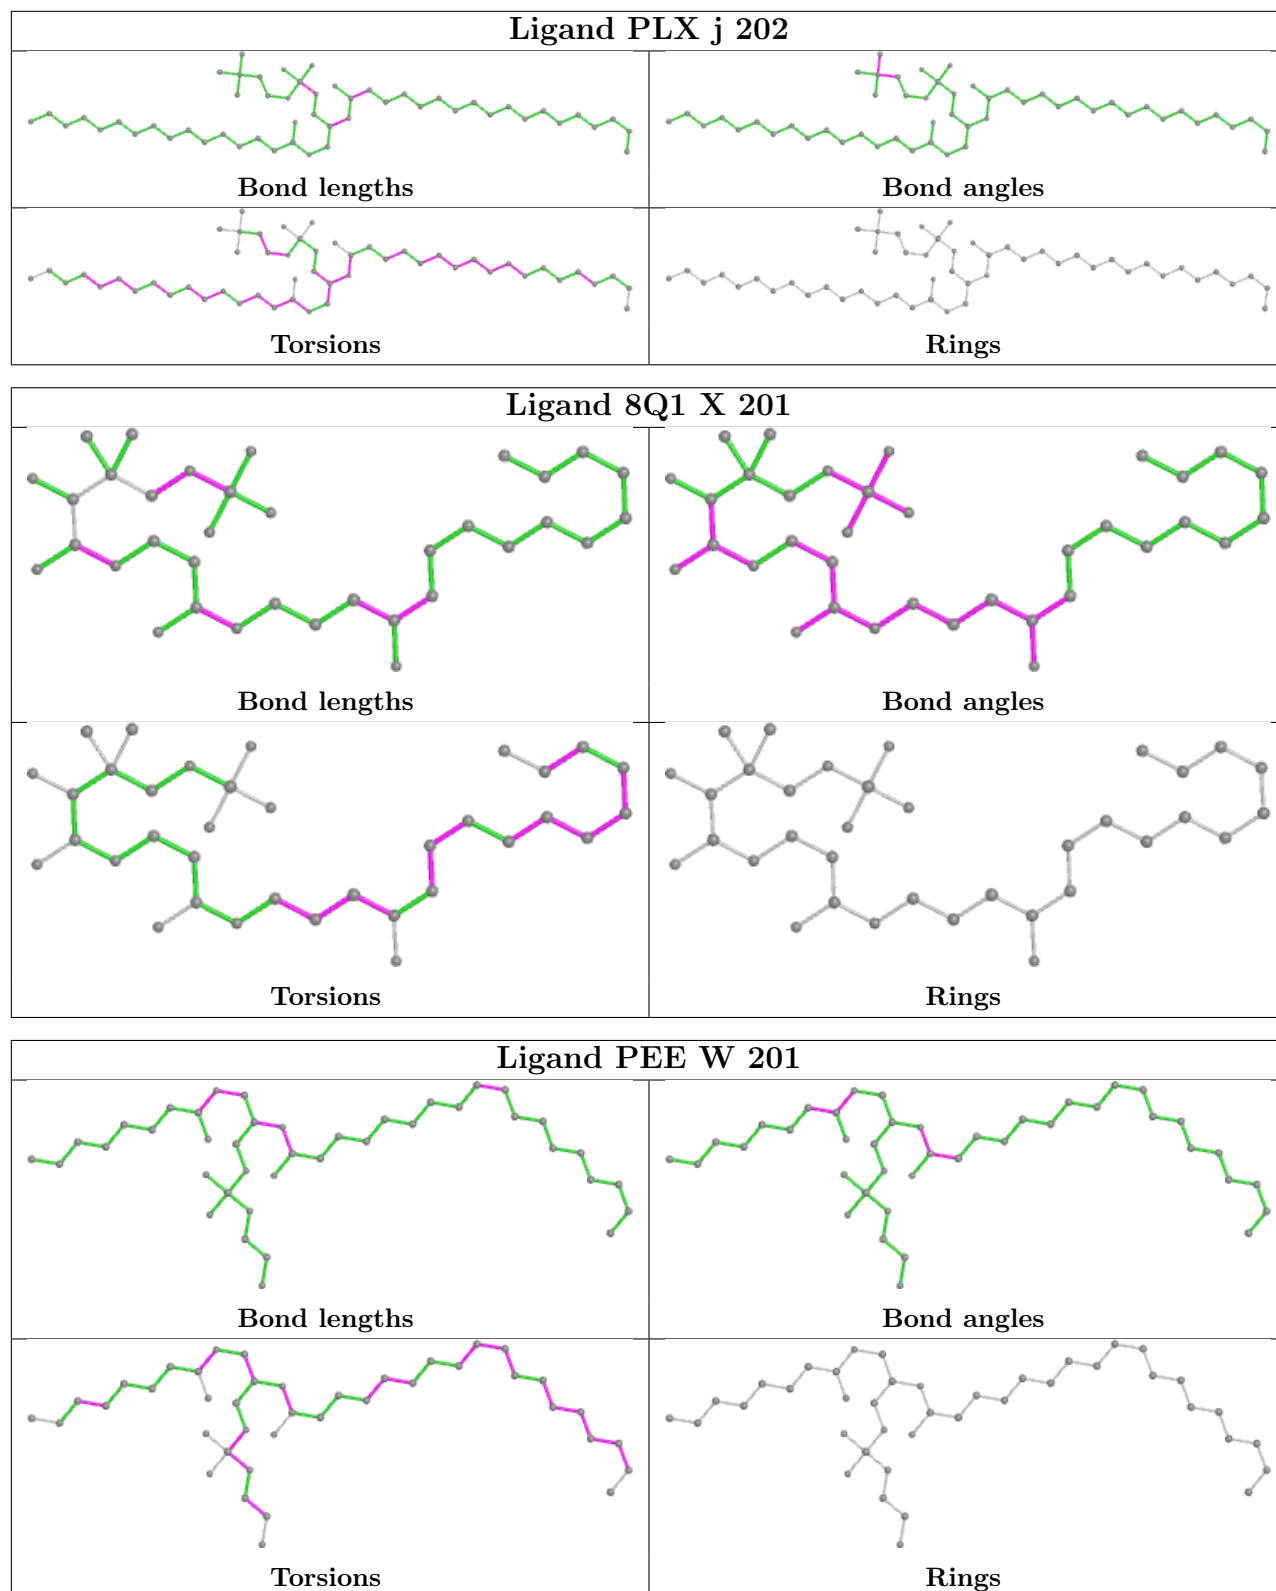 Ligand PLX j 202
Bond lengths
Bond angles
Torsions
Rings
Ligand 8Q1 X 201
Bond lengths
Bond angles
Torsions
Rings
Ligand PEE W 201
Bond lengths
Bond angles
Torsions
Rings